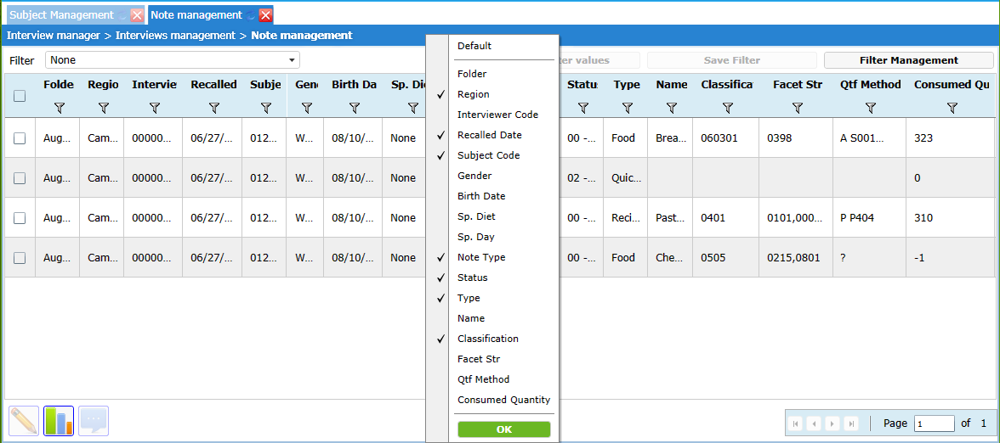 Subject Management Note management
Interview manager > Interviews management > Note management
Filter None ter values Save Filter Filter Management
Folde Regio Intervie Recalled Subje Gen Birth Da Sp. Die Statu Type Name Classifica Facet Str Qtf Method Consumed Qu
Aug... Cam... 00000... 06/27/... 012... W... 08/10/... None 00 -... Food Brea... 060301 0398 A S001... 323
Aug... Cam... 00000... 06/27/... 012... W... 08/10/... None 02 -... Quic... 0
Aug... Cam... 00000... 06/27/... 012... W... 08/10/... None 00 -... Reci... Past... 0401 0101,000... P P404 310
Aug... Cam... 00000... 06/27/... 012... W... 08/10/... None 00 -... Food Che... 0505 0215,0801 ? -1
Default
Folder
Region
Interviewer Code
Recalled Date
Subject Code
Gender
Birth Date
Sp. Diet
Sp. Day
Note Type
Status
Type
Name
Classification
Facet Str
Qtf Method
Consumed Quantity
OK
Page 1 of 1